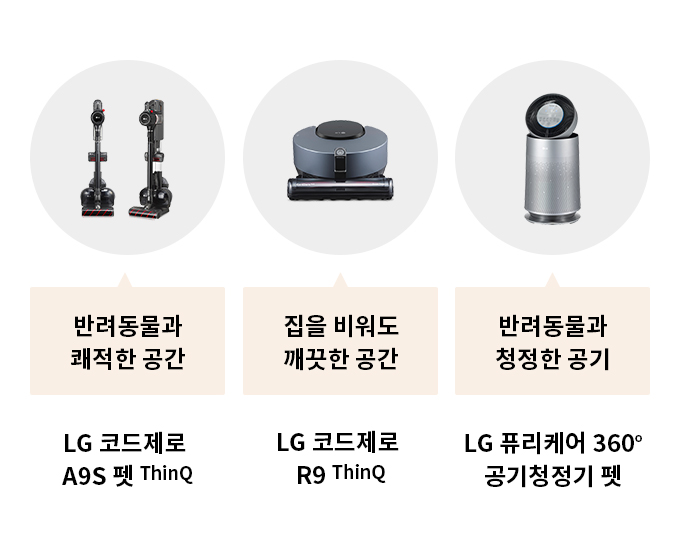 반려동물과
쾌적한 공간
집을 비워도
깨끗한 공간
반려동물과
청정한 공기
LG 코드제로
A9S 펫 ThinQ
LG 코드제로
R9 ThinQ
LG 퓨리케어 360º
공기청정기 펫